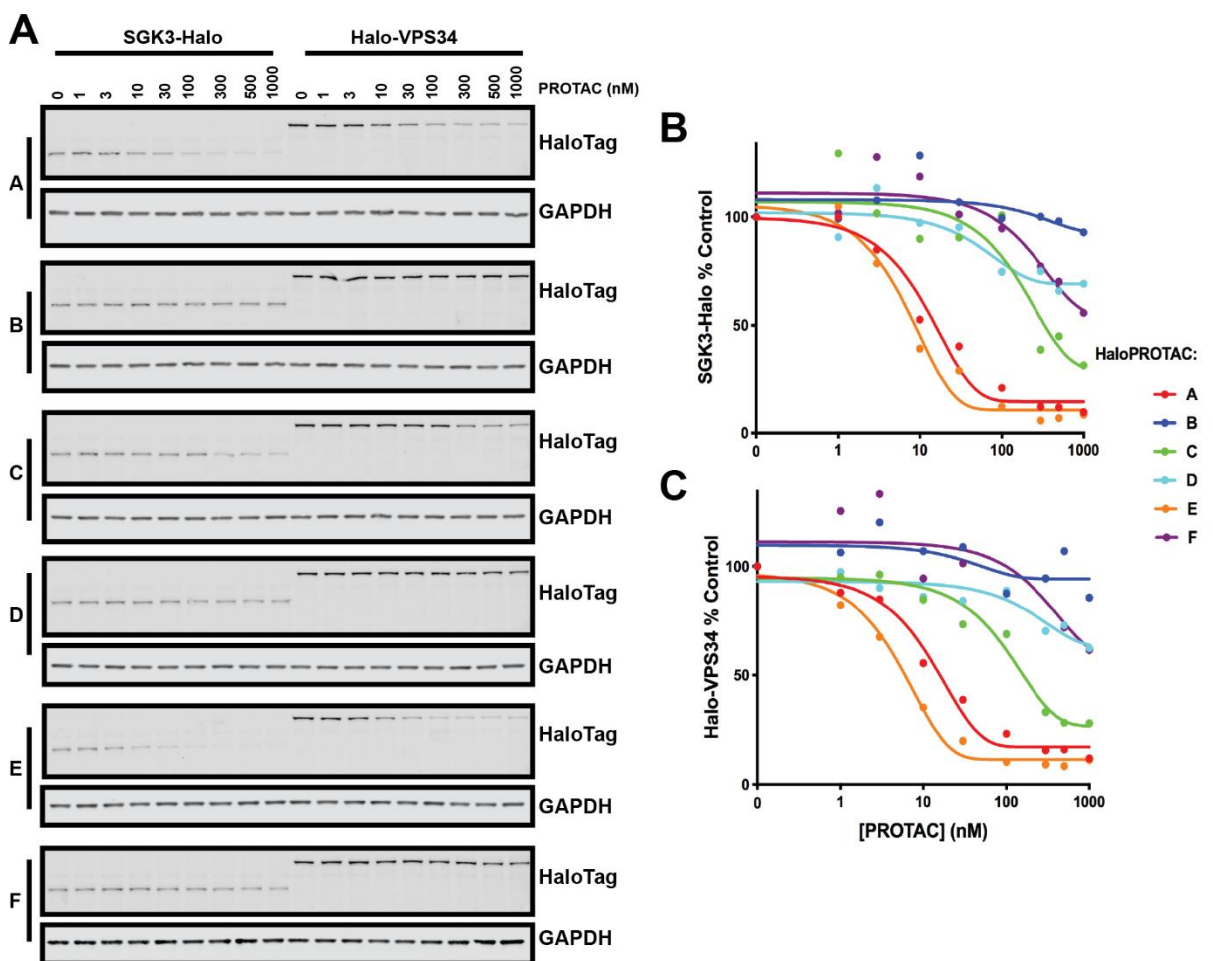 A
SGK3-Halo Halo-VPS34
0 1 3 10 30 100 300 500 1000 0 1 3 10 30 100 300 500 1000 PROTAC (nM)
A HaloTag
GAPDH
B HaloTag
GAPDH
C HaloTag
GAPDH
D HaloTag
GAPDH
E HaloTag
GAPDH
F HaloTag
GAPDH
B
SGK3-Halo % Control
100
50
0
0 1 10 100 1000
C
Halo-VPS34 % Control
100
50
0
0 1 10 100 1000
[PROTAC] (nM)
HaloPROTAC:
A
B
C
D
E
F